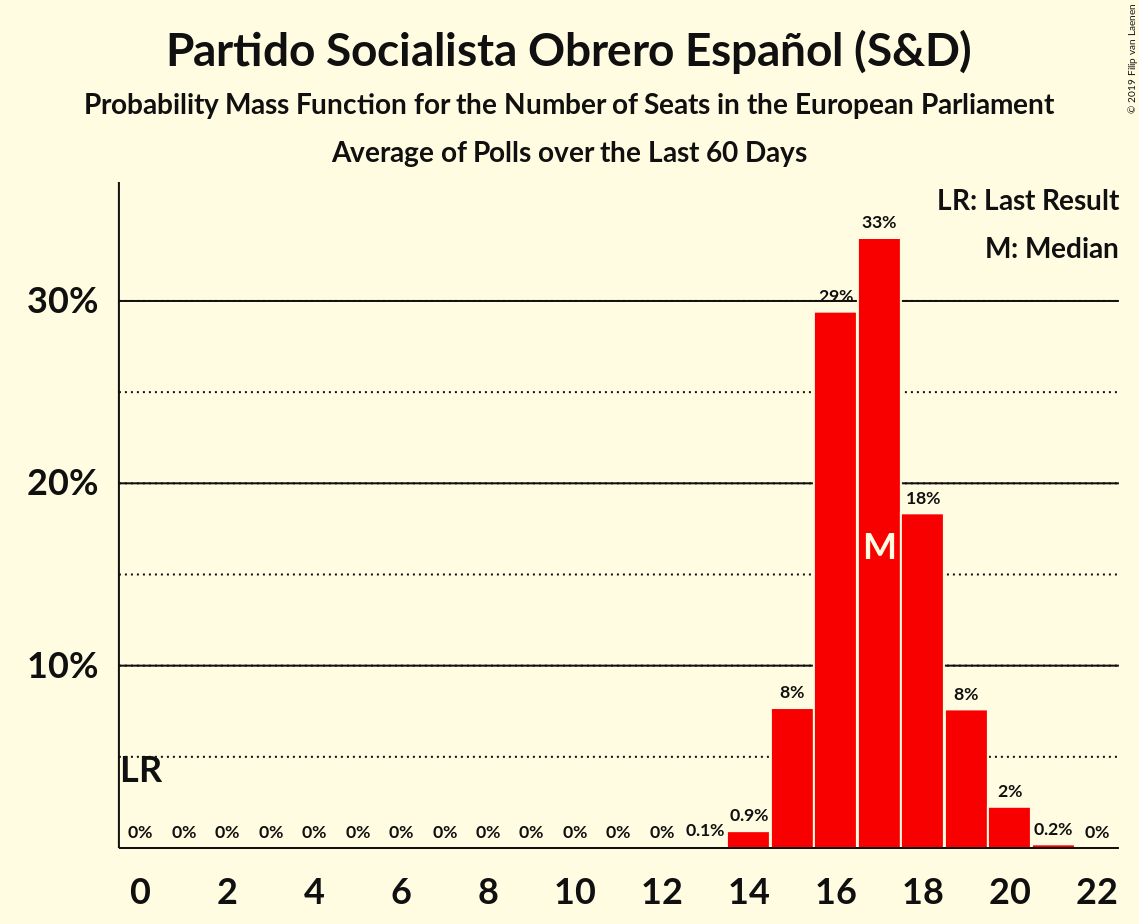 Partido Socialista Obrero Español (S&D)
Probability Mass Function for the Number of Seats in the European Parliament
Average of Polls over the Last 60 Days
© 2019 Filip van Laenen
LR: Last Result
M: Median
33%
30%
29%
20%
18%
M
10%
8%
8%
LR
2%
0% 0% 0% 0% 0% 0% 0% 0% 0% 0% 0% 0% 0% 0.1% 0.9% 0.2% 0%
0 2 4 6 8 10 12 14 16 18 20 22